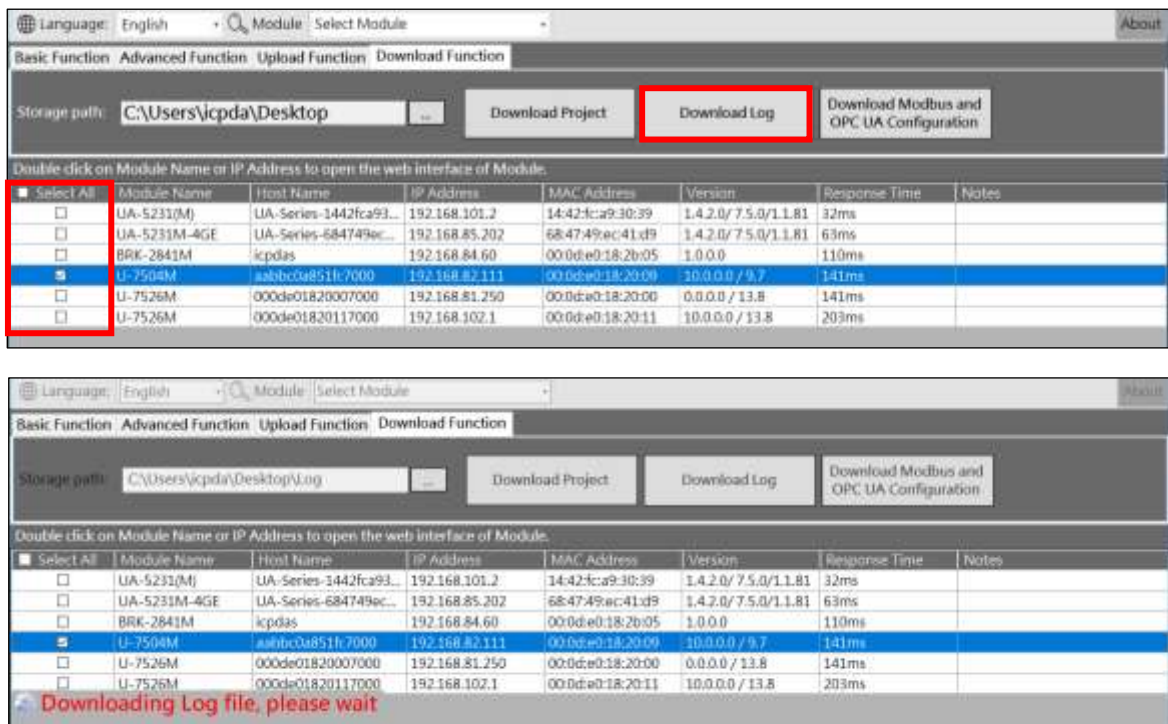 Language: English Module Select Module About
Basic Function Advanced Function Upload Function Download Function
Storage path: C:\Users\icpda\Desktop ... Download Project Download Log Download Modbus and
OPC UA Configuration
Double click on Module Name or IP Address to open the web interface of Module.
Select All Module Name Host Name IP Address MAC Address Version Response Time Notes
UA-5231(M) UA-Series-1442fca93... 192.168.101.2 14:42:fc:a9:30:39 1.4.2.0/ 7.5.0/1.1.81 32ms
UA-5231M-4GE UA-Series-684749ec... 192.168.85.202 68:47:49:ec:41:d9 1.4.2.0/ 7.5.0/1.1.81 63ms
BRK-2841M icpdas 192.168.84.60 00:0d:e0:18:2b:05 1.0.0.0 110ms
U-7504M aabbc0a851fc7000 192.168.82.111 00:0d:e0:18:20:09 10.0.0.0 / 9.7 141ms
U-7526M 000de01820007000 192.168.81.250 00:0d:e0:18:20:00 0.0.0.0 / 13.8 141ms
U-7526M 000de01820117000 192.168.102.1 00:0d:e0:18:20:11 10.0.0.0 / 13.8 203ms
Language: English Module Select Module About
Basic Function Advanced Function Upload Function Download Function
Storage path: C:\Users\icpda\Desktop\Log ... Download Project Download Log Download Modbus and
OPC UA Configuration
Double click on Module Name or IP Address to open the web interface of Module.
Select All Module Name Host Name IP Address MAC Address Version Response Time Notes
UA-5231(M) UA-Series-1442fca93... 192.168.101.2 14:42:fc:a9:30:39 1.4.2.0/ 7.5.0/1.1.81 32ms
UA-5231M-4GE UA-Series-684749ec... 192.168.85.202 68:47:49:ec:41:d9 1.4.2.0/ 7.5.0/1.1.81 63ms
BRK-2841M icpdas 192.168.84.60 00:0d:e0:18:2b:05 1.0.0.0 110ms
U-7504M aabbc0a851fc7000 192.168.82.111 00:0d:e0:18:20:09 10.0.0.0 / 9.7 141ms
U-7526M 000de01820007000 192.168.81.250 00:0d:e0:18:20:00 0.0.0.0 / 13.8 141ms
U-7526M 000de01820117000 192.168.102.1 00:0d:e0:18:20:11 10.0.0.0 / 13.8 203ms
Downloading Log file, please wait